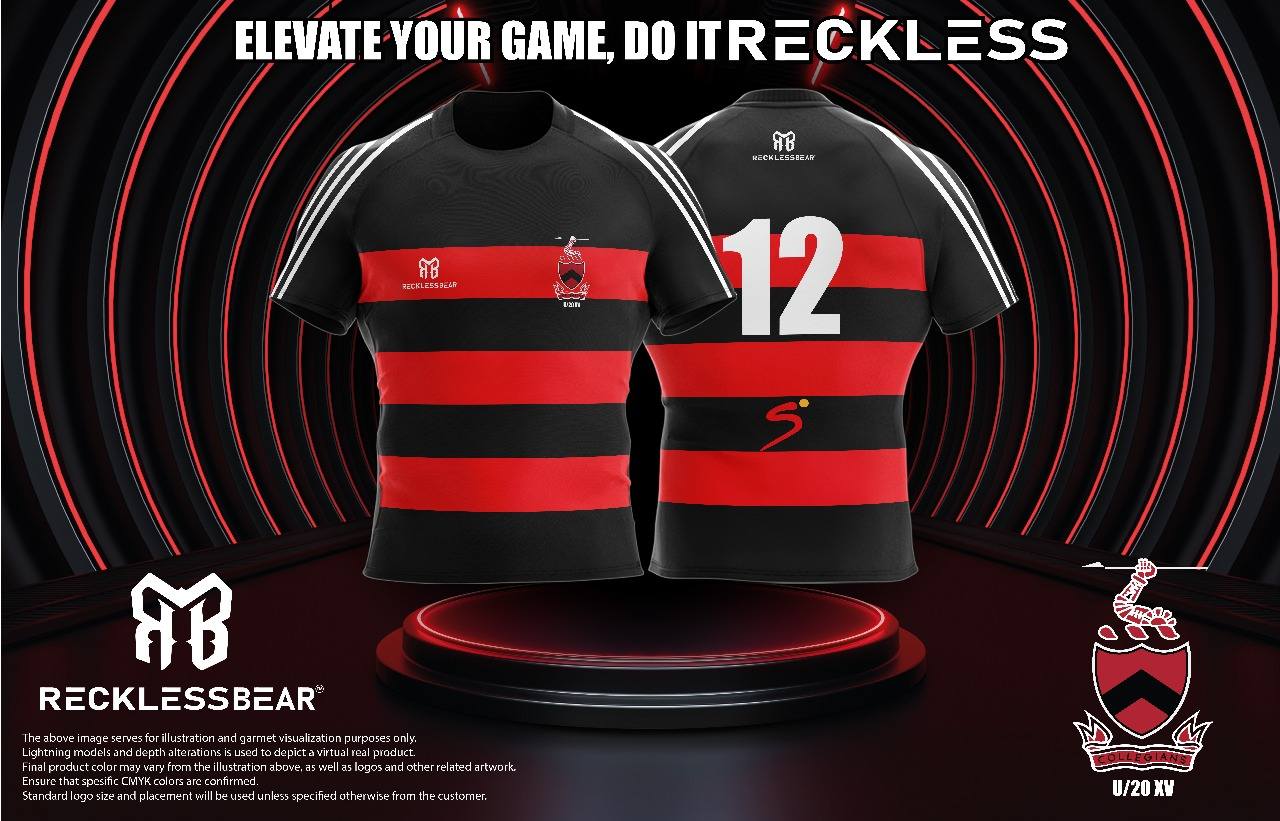 ELEVATE YOUR GAME, DO IT RECKLESS
RECKLESSBEAR
12
RECKLESSBEAR
U/20 XV
RECKLESSBEAR
The above image serves for illustration and garmet visualization purposes only.
Lightning models and depth alterations is used to depict a virtual real product.
Final product color may vary from the illustration above, as well as logos and other related artwork.
Ensure that spesific CMYK colors are confirmed.
Standard logo size and placement will be used unless specified otherwise from the customer.
COLLEGIANS
U/20 XV